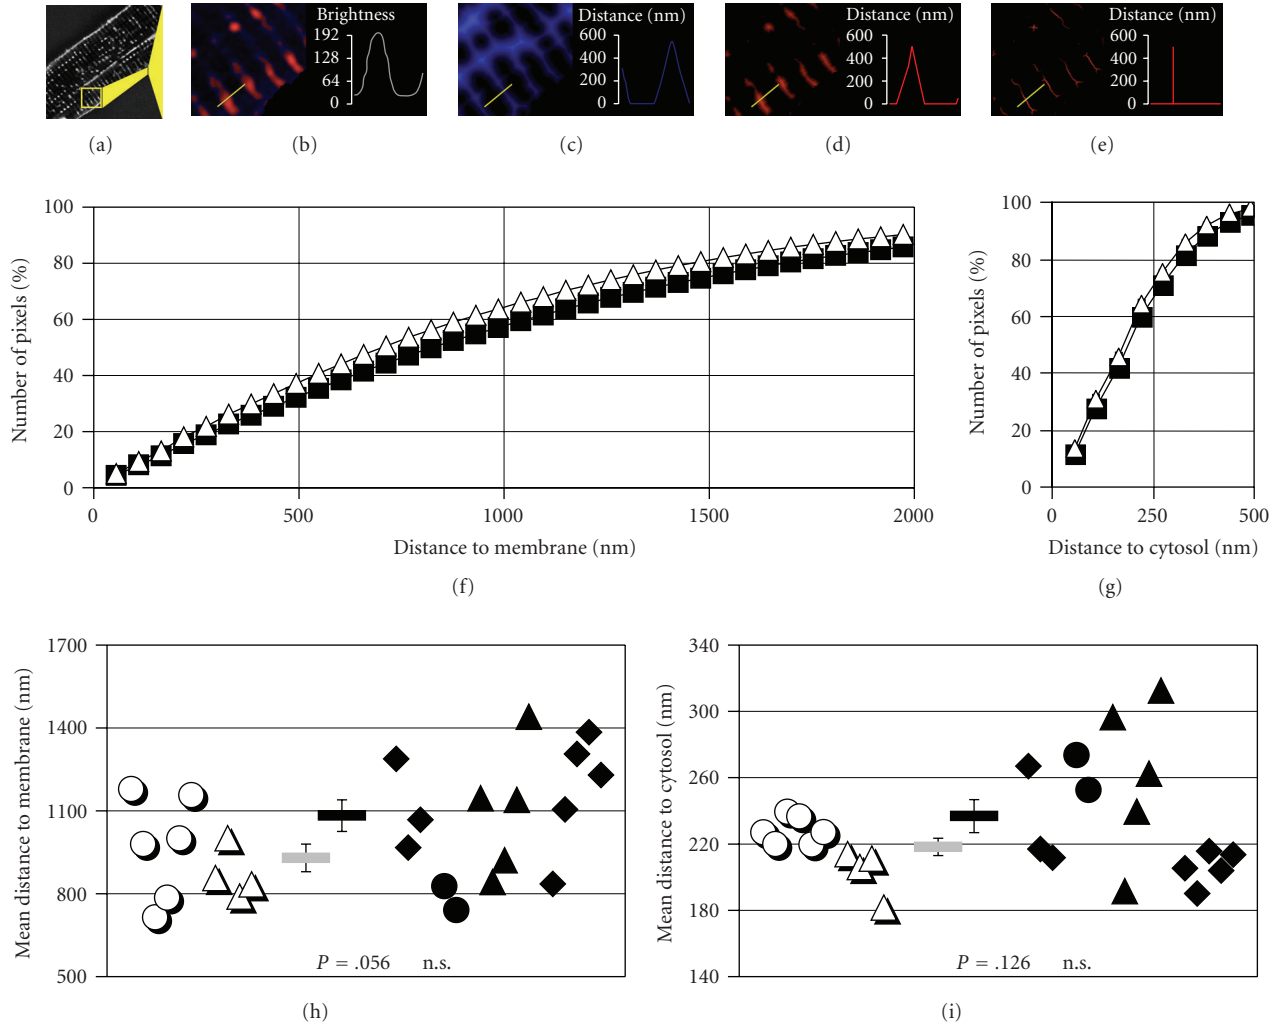 Brightness
192
128
64
0
Distance (nm)
600
400
200
0
Distance (nm)
600
400
200
0
Distance (nm)
600
400
200
0
(a)
(b)
(c)
(d)
(e)
Number of pixels (%)
100
80
60
40
20
0
0
500
1000
1500
2000
Distance to membrane (nm)
(f)
Number of pixels (%)
100
80
60
40
20
0
0
250
500
Distance to cytosol (nm)
(g)
Mean distance to membrane (nm)
1700
1400
1100
800
500
P = .056 n.s.
(h)
Mean distance to cytosol (nm)
340
300
260
220
180
140
P = .126 n.s.
(i)